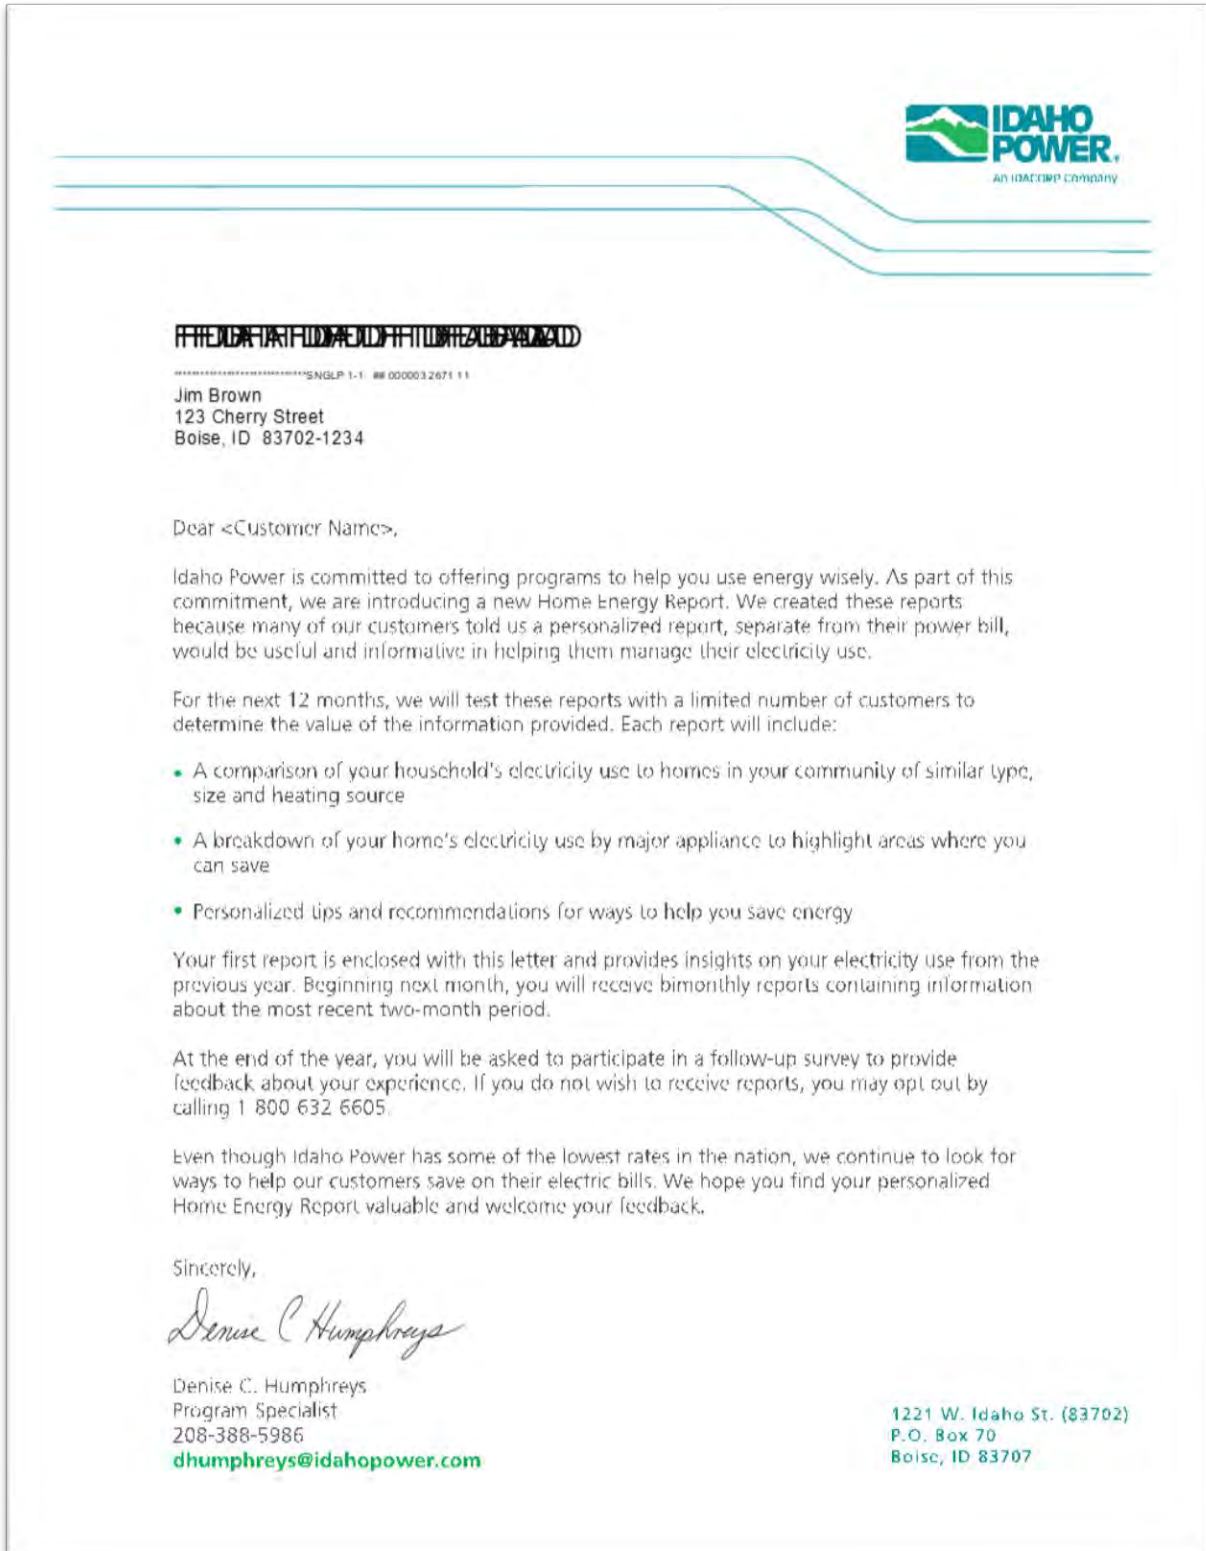 IDAHO
POWER®
An IDACORP Company
SNGLP 1-1 ## 000003 2671 11
Jim Brown
123 Cherry Street
Boise, ID 83702-1234
Dear <Customer Name>,
Idaho Power is committed to offering programs to help you use energy wisely. As part of this
commitment, we are introducing a new Home Energy Report. We created these reports
because many of our customers told us a personalized report, separate from their power bill,
would be useful and informative in helping them manage their electricity use.
For the next 12 months, we will test these reports with a limited number of customers to
determine the value of the information provided. Each report will include:
• A comparison of your household's electricity use to homes in your community of similar type,
size and heating source
• A breakdown of your home's electricity use by major appliance to highlight areas where you
can save
• Personalized tips and recommendations for ways to help you save energy
Your first report is enclosed with this letter and provides insights on your electricity use from the
previous year. Beginning next month, you will receive bimonthly reports containing information
about the most recent two-month period.
At the end of the year, you will be asked to participate in a follow-up survey to provide
feedback about your experience. If you do not wish to receive reports, you may opt out by
calling 1 800 632 6605.
Even though Idaho Power has some of the lowest rates in the nation, we continue to look for
ways to help our customers save on their electric bills. We hope you find your personalized
Home Energy Report valuable and welcome your feedback.
Sincerely,
Denise C Humphreys
Denise C. Humphreys
Program Specialist
208-388-5986
dhumphreys@idahopower.com
1221 W. Idaho St. (83702)
P.O. Box 70
Boise, ID 83707